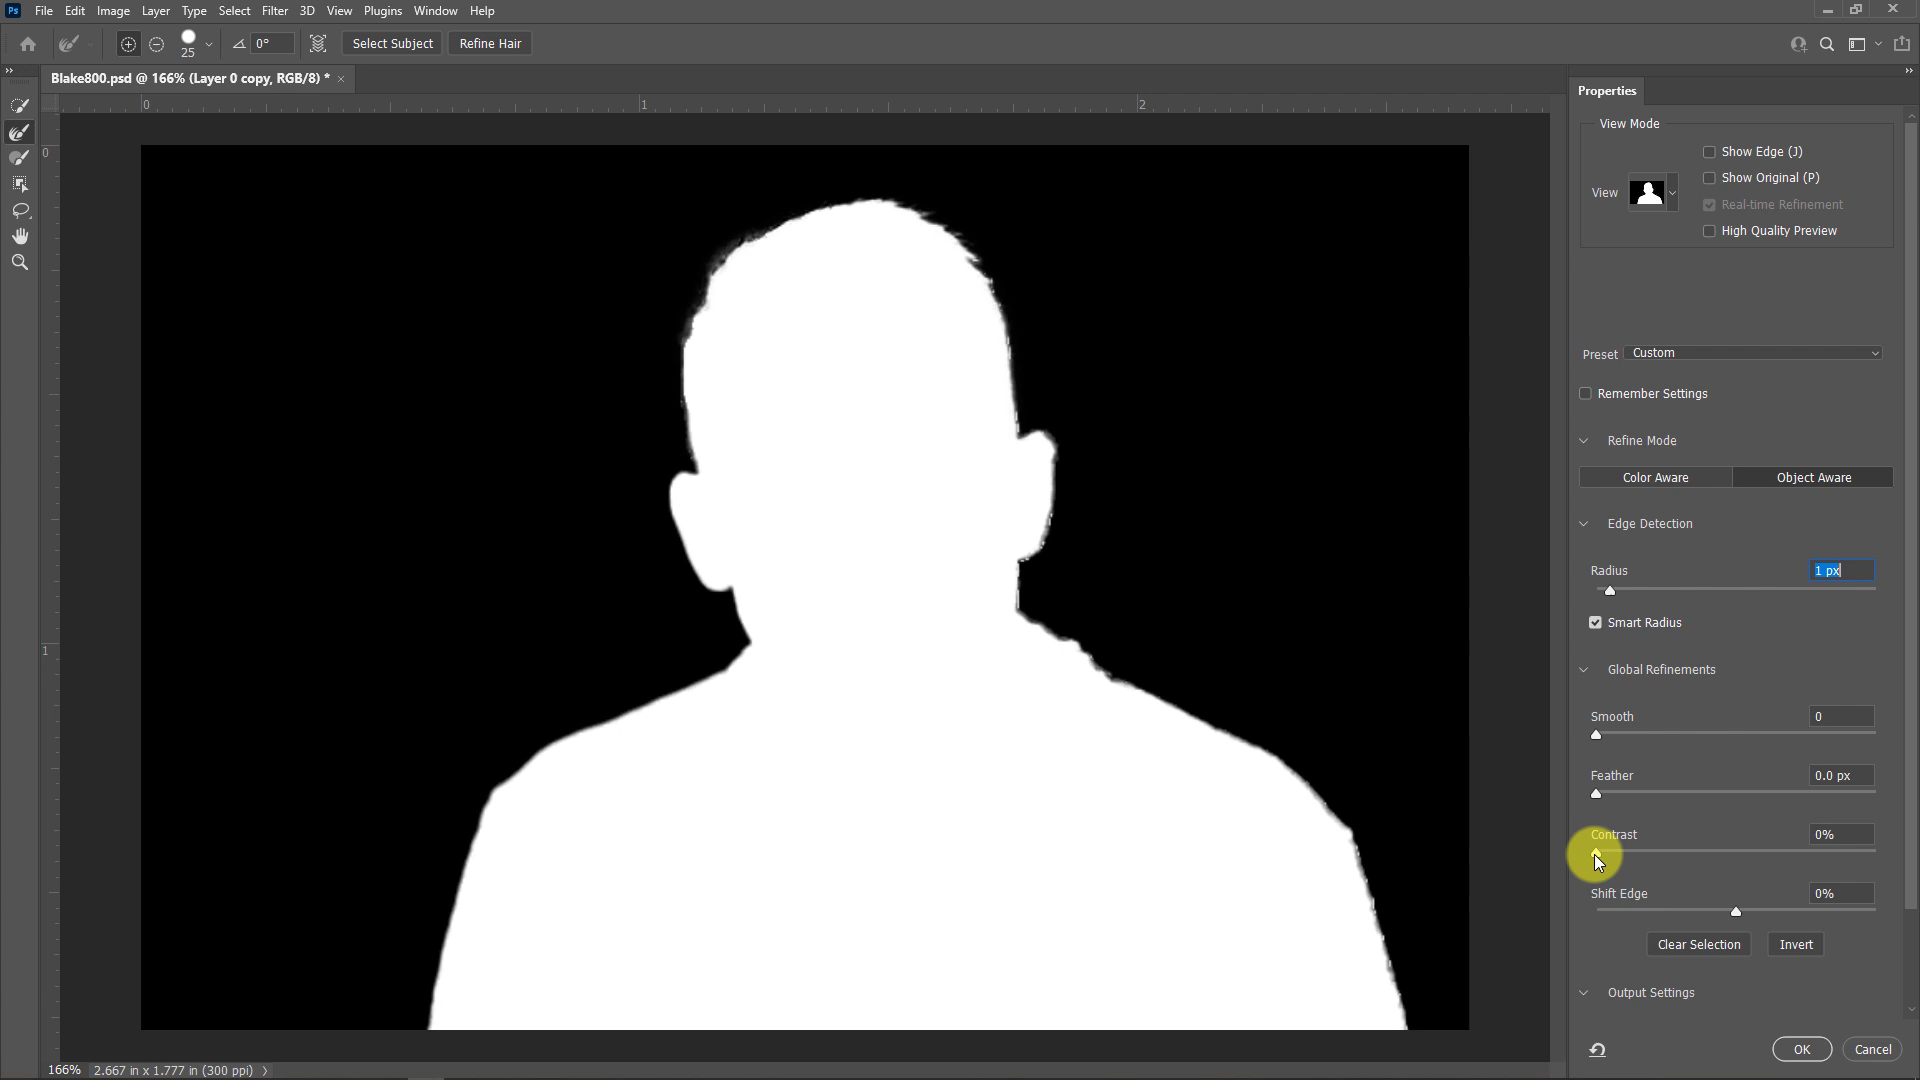 Ps File Edit Image Layer Type Select Filter 3D View Plugins Window Help
25 0° Select Subject Refine Hair
Blake800.psd @ 166% (Layer 0 copy, RGB/8) * ×
0 1 2
0
1
Properties
View Mode
Show Edge (J)
View Show Original (P)
Real-time Refinement
High Quality Preview
Preset Custom
Remember Settings
Refine Mode
Color Aware Object Aware
Edge Detection
Radius 1 px
Smart Radius
Global Refinements
Smooth 0
Feather 0.0 px
Contrast 0%
Shift Edge 0%
Clear Selection Invert
Output Settings
OK Cancel
166% 2.667 in x 1.777 in (300 ppi) >